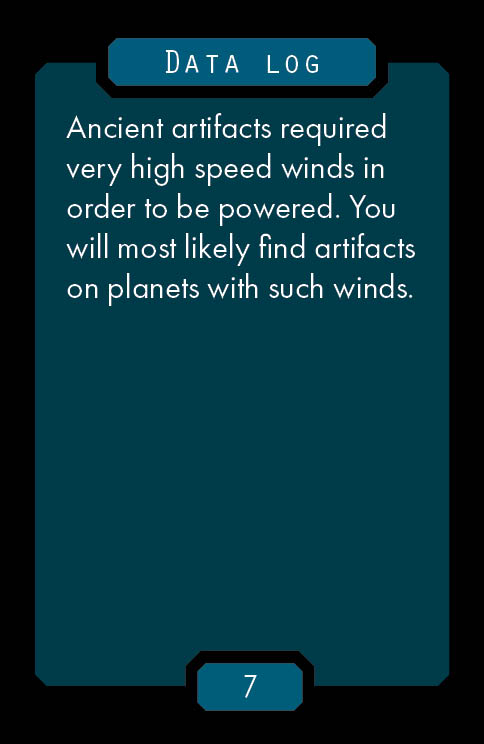 Data log
Ancient artifacts required
very high speed winds in
order to be powered. You
will most likely find artifacts
on planets with such winds.
7